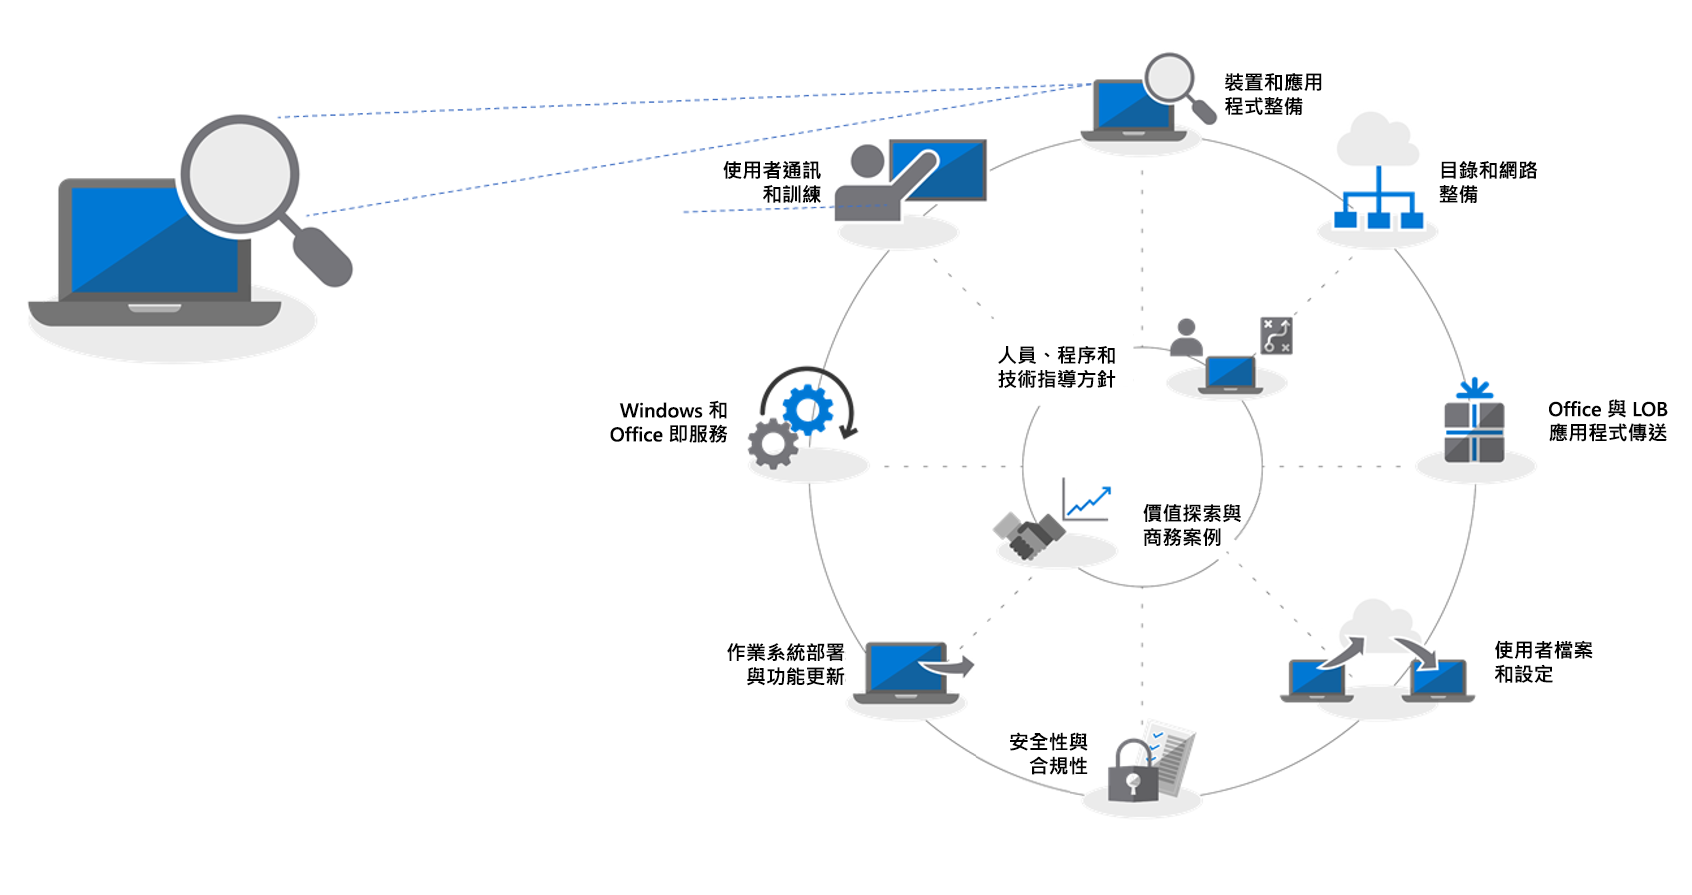 裝置和應用
程式整備
目錄和網路
整備
Office 與 LOB
應用程式傳送
使用者檔案
和設定
安全性與
合規性
作業系統部署
與功能更新
Windows 和
Office 即服務
使用者通訊
和訓練
人員、程序和
技術指導方針
價值探索與
商務案例